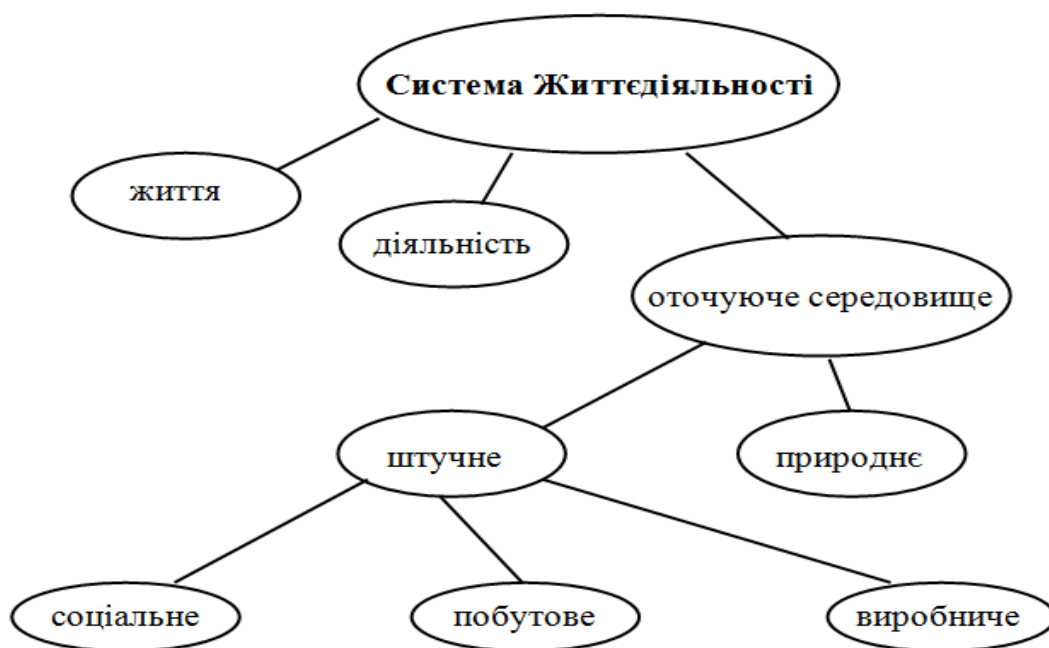 Система Життєдіяльності
життя
діяльність
оточуюче середовище
штучне
природнє
соціальне
побутове
виробниче